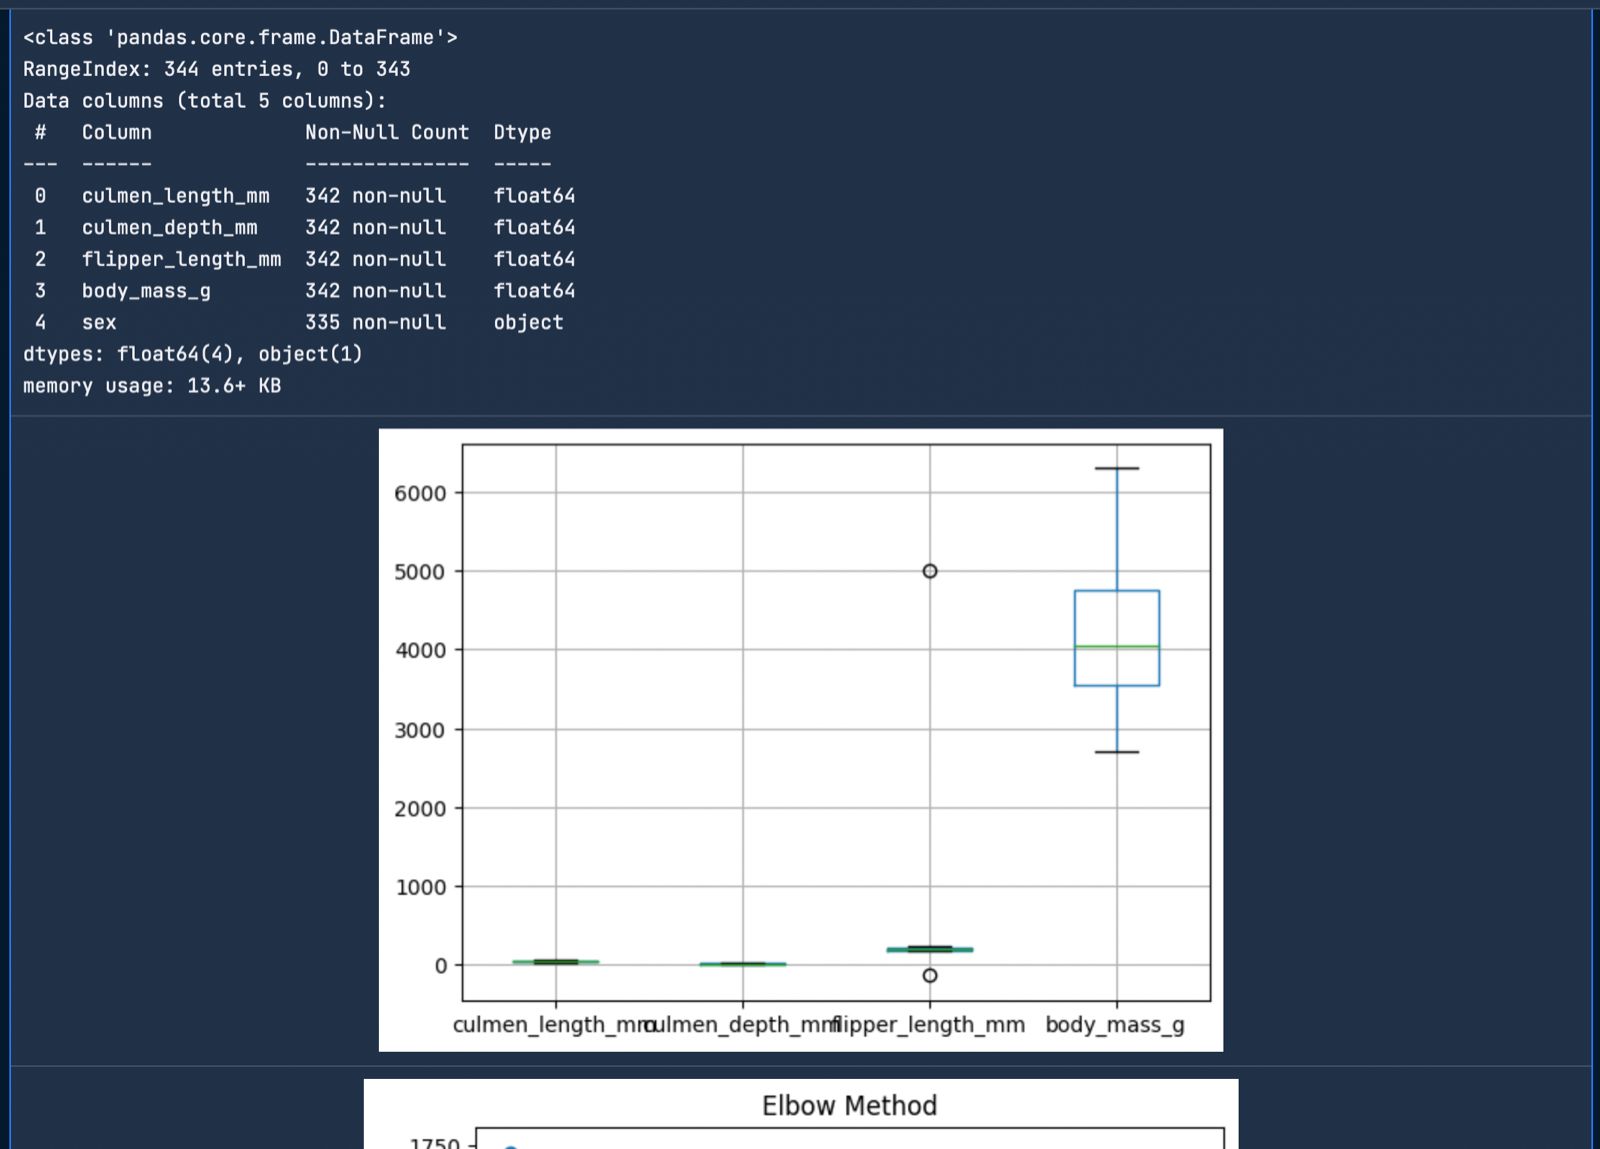 <class 'pandas.core.frame.DataFrame'>
RangeIndex: 344 entries, 0 to 343
Data columns (total 5 columns):
 #   Column             Non-Null Count  Dtype
---  ------             --------------  -----
 0   culmen_length_mm   342 non-null    float64
 1   culmen_depth_mm    342 non-null    float64
 2   flipper_length_mm  342 non-null    float64
 3   body_mass_g        342 non-null    float64
 4   sex                335 non-null    object
dtypes: float64(4), object(1)
memory usage: 13.6+ KB
6000
5000
4000
3000
2000
1000
0
culmen_length_mm culmen_depth_mm flipper_length_mm body_mass_g
Elbow Method
1750